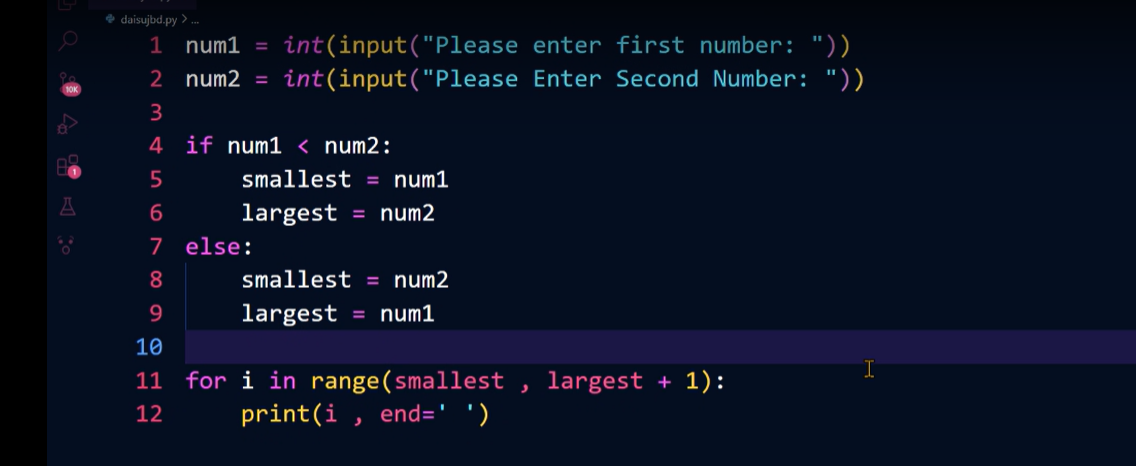 daisujbd.py > ...
1 num1 = int(input("Please enter first number: "))
2 num2 = int(input("Please Enter Second Number: "))
3
4 if num1 < num2:
5     smallest = num1
6     largest = num2
7 else:
8     smallest = num2
9     largest = num1
10
11 for i in range(smallest , largest + 1):
12     print(i , end=' ')
10K
1